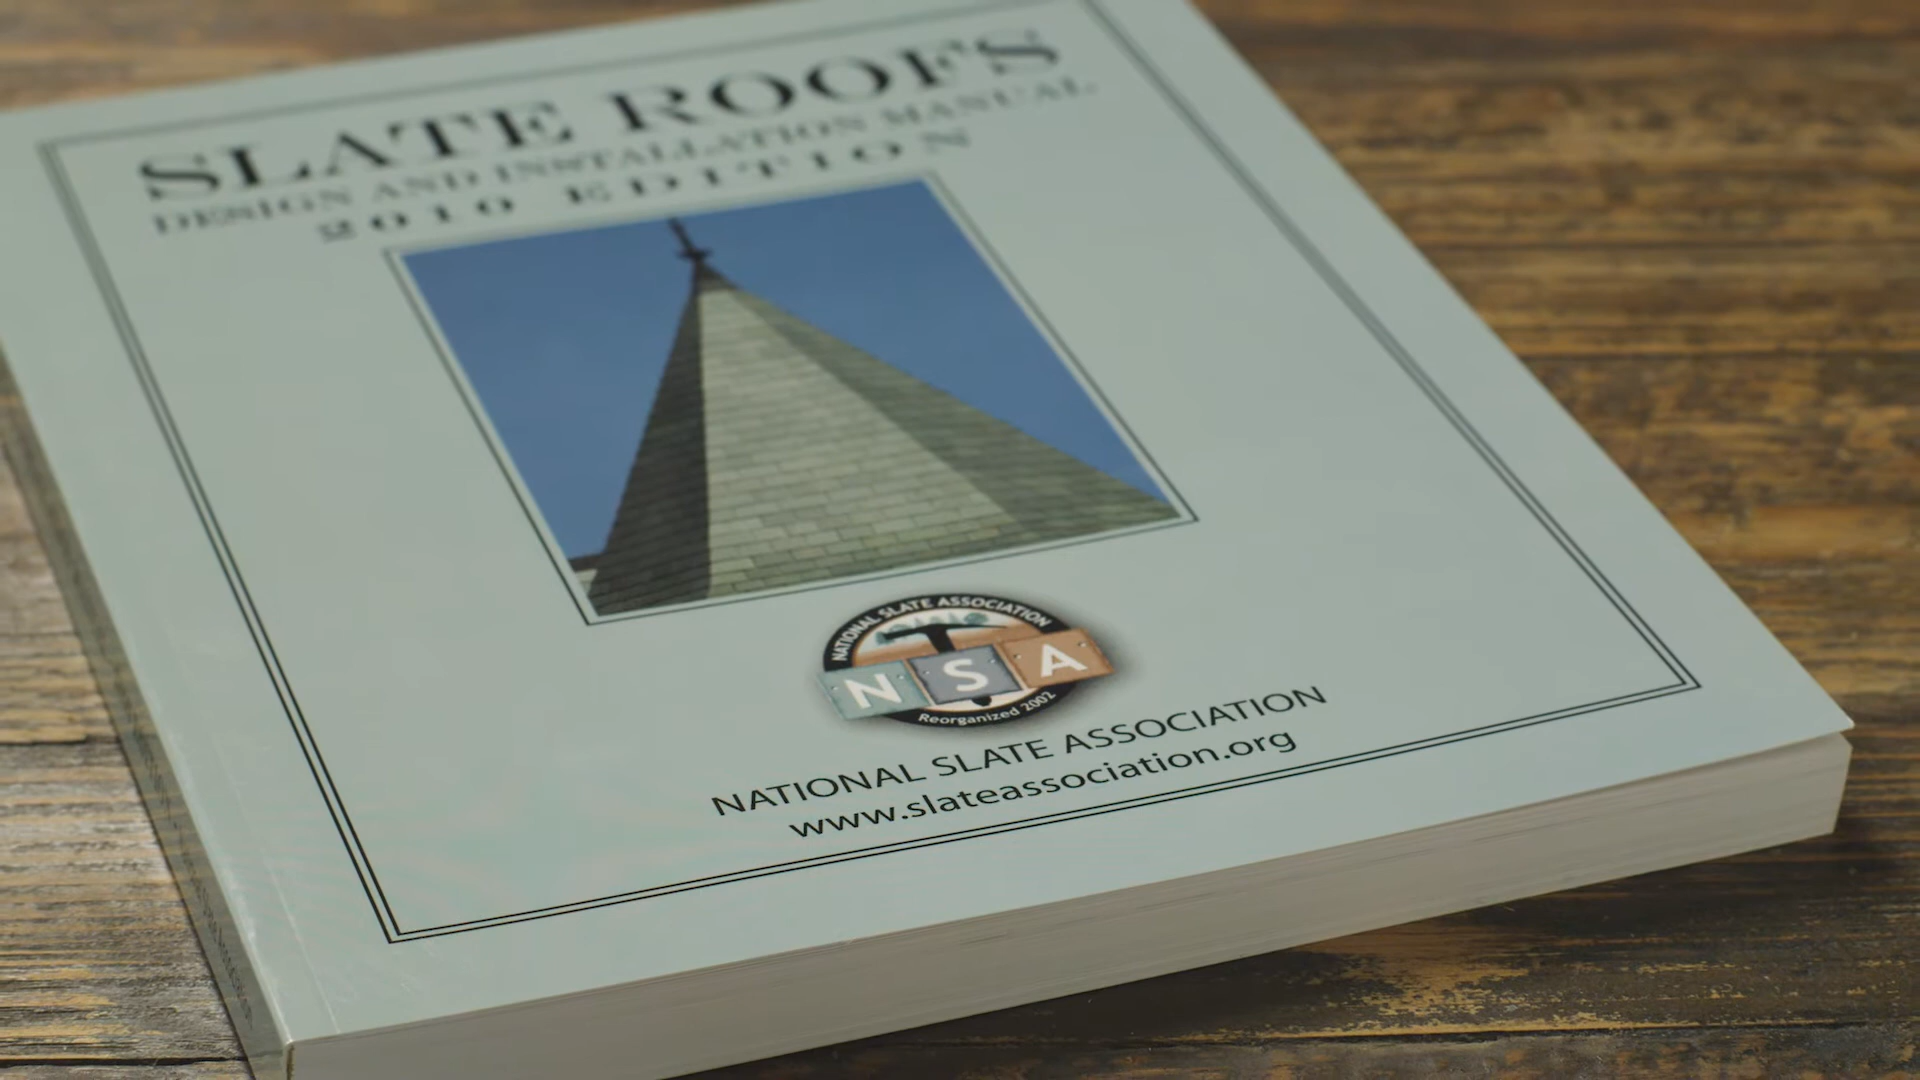 SLATE ROOFS
DESIGN AND INSTALLATION MANUAL
2010 EDITION
NATIONAL SLATE ASSOCIATION
N S A
Reorganized 2002
NATIONAL SLATE ASSOCIATION
www.slateassociation.org